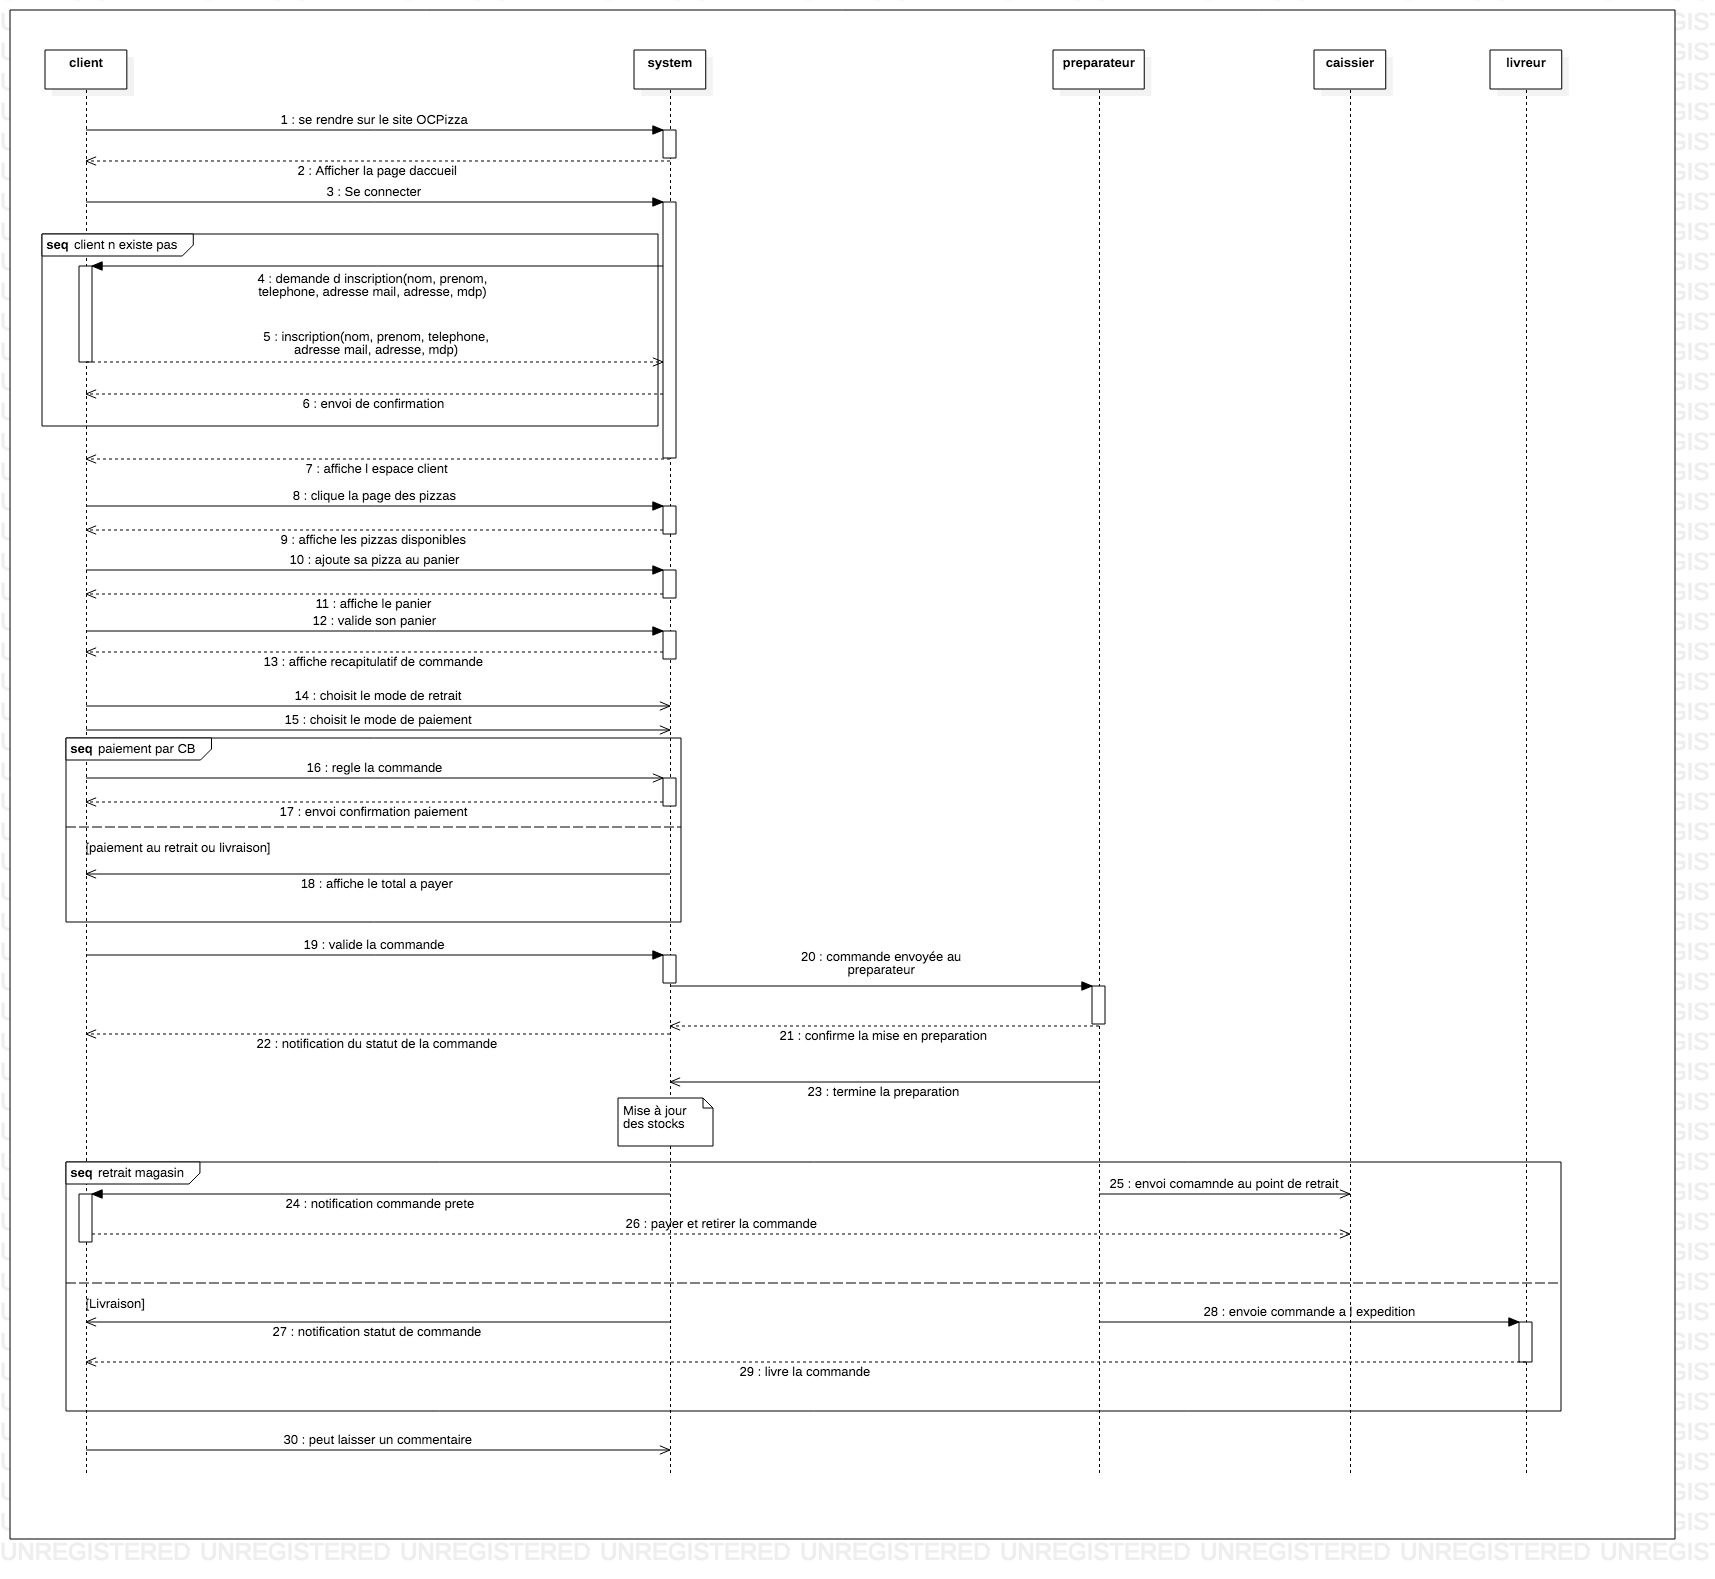 client
system
preparateur
caissier
livreur
1 : se rendre sur le site OCPizza
2 : Afficher la page daccueil
3 : Se connecter
seq client n existe pas
4 : demande d inscription(nom, prenom,
telephone, adresse mail, adresse, mdp)
5 : inscription(nom, prenom, telephone,
adresse mail, adresse, mdp)
6 : envoi de confirmation
7 : affiche l espace client
8 : clique la page des pizzas
9 : affiche les pizzas disponibles
10 : ajoute sa pizza au panier
11 : affiche le panier
12 : valide son panier
13 : affiche recapitulatif de commande
14 : choisit le mode de retrait
15 : choisit le mode de paiement
seq paiement par CB
16 : regle la commande
17 : envoi confirmation paiement
[paiement au retrait ou livraison]
18 : affiche le total a payer
19 : valide la commande
20 : commande envoyée au
preparateur
21 : confirme la mise en preparation
22 : notification du statut de la commande
23 : termine la preparation
Mise à jour
des stocks
seq retrait magasin
24 : notification commande prete
25 : envoi comamnde au point de retrait
26 : payer et retirer la commande
[Livraison]
27 : notification statut de commande
28 : envoie commande a l expedition
29 : livre la commande
30 : peut laisser un commentaire
UNREGISTERED UNREGISTERED UNREGISTERED UNREGISTERED UNREGISTERED UNREGISTERED UNREGISTERED UNREGISTERED UNREGIST